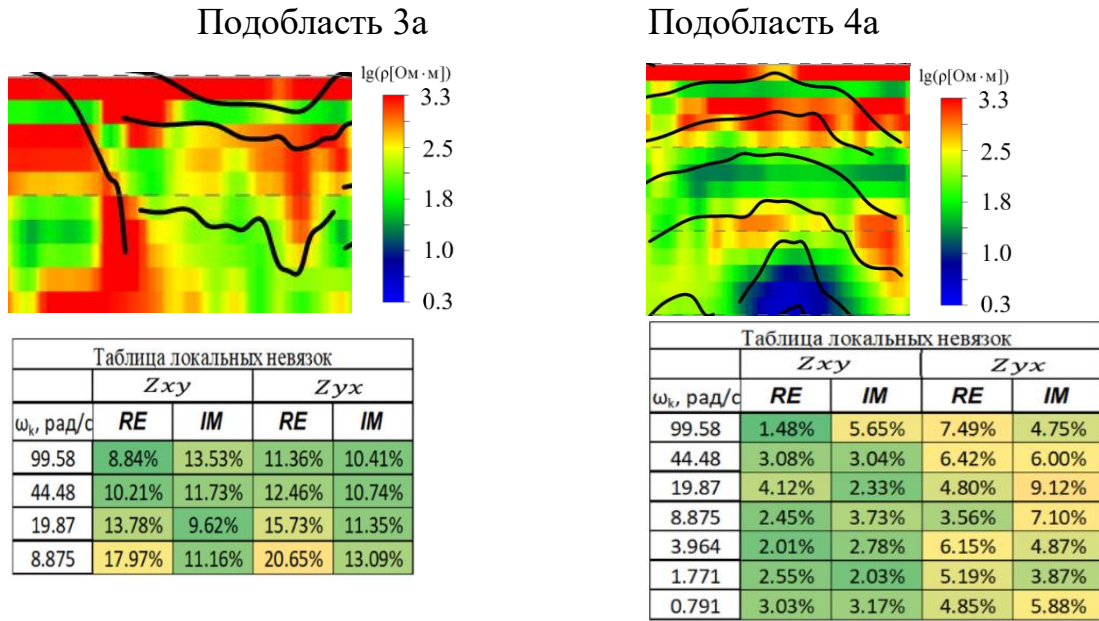 Подобласть 3а
Подобласть 4а
lg(ρ[Ом·м])
3.3
2.5
1.8
1.0
0.3
lg(ρ[Ом·м])
3.3
2.5
1.8
1.0
0.3
Таблица локальных невязок
Zxy Zyx
ωk, рад/с RE IM RE IM
99.58 8.84% 13.53% 11.36% 10.41%
44.48 10.21% 11.73% 12.46% 10.74%
19.87 13.78% 9.62% 15.73% 11.35%
8.875 17.97% 11.16% 20.65% 13.09%
Таблица локальных невязок
Zxy Zyx
ωk, рад/с RE IM RE IM
99.58 1.48% 5.65% 7.49% 4.75%
44.48 3.08% 3.04% 6.42% 6.00%
19.87 4.12% 2.33% 4.80% 9.12%
8.875 2.45% 3.73% 3.56% 7.10%
3.964 2.01% 2.78% 6.15% 4.87%
1.771 2.55% 2.03% 5.19% 3.87%
0.791 3.03% 3.17% 4.85% 5.88%